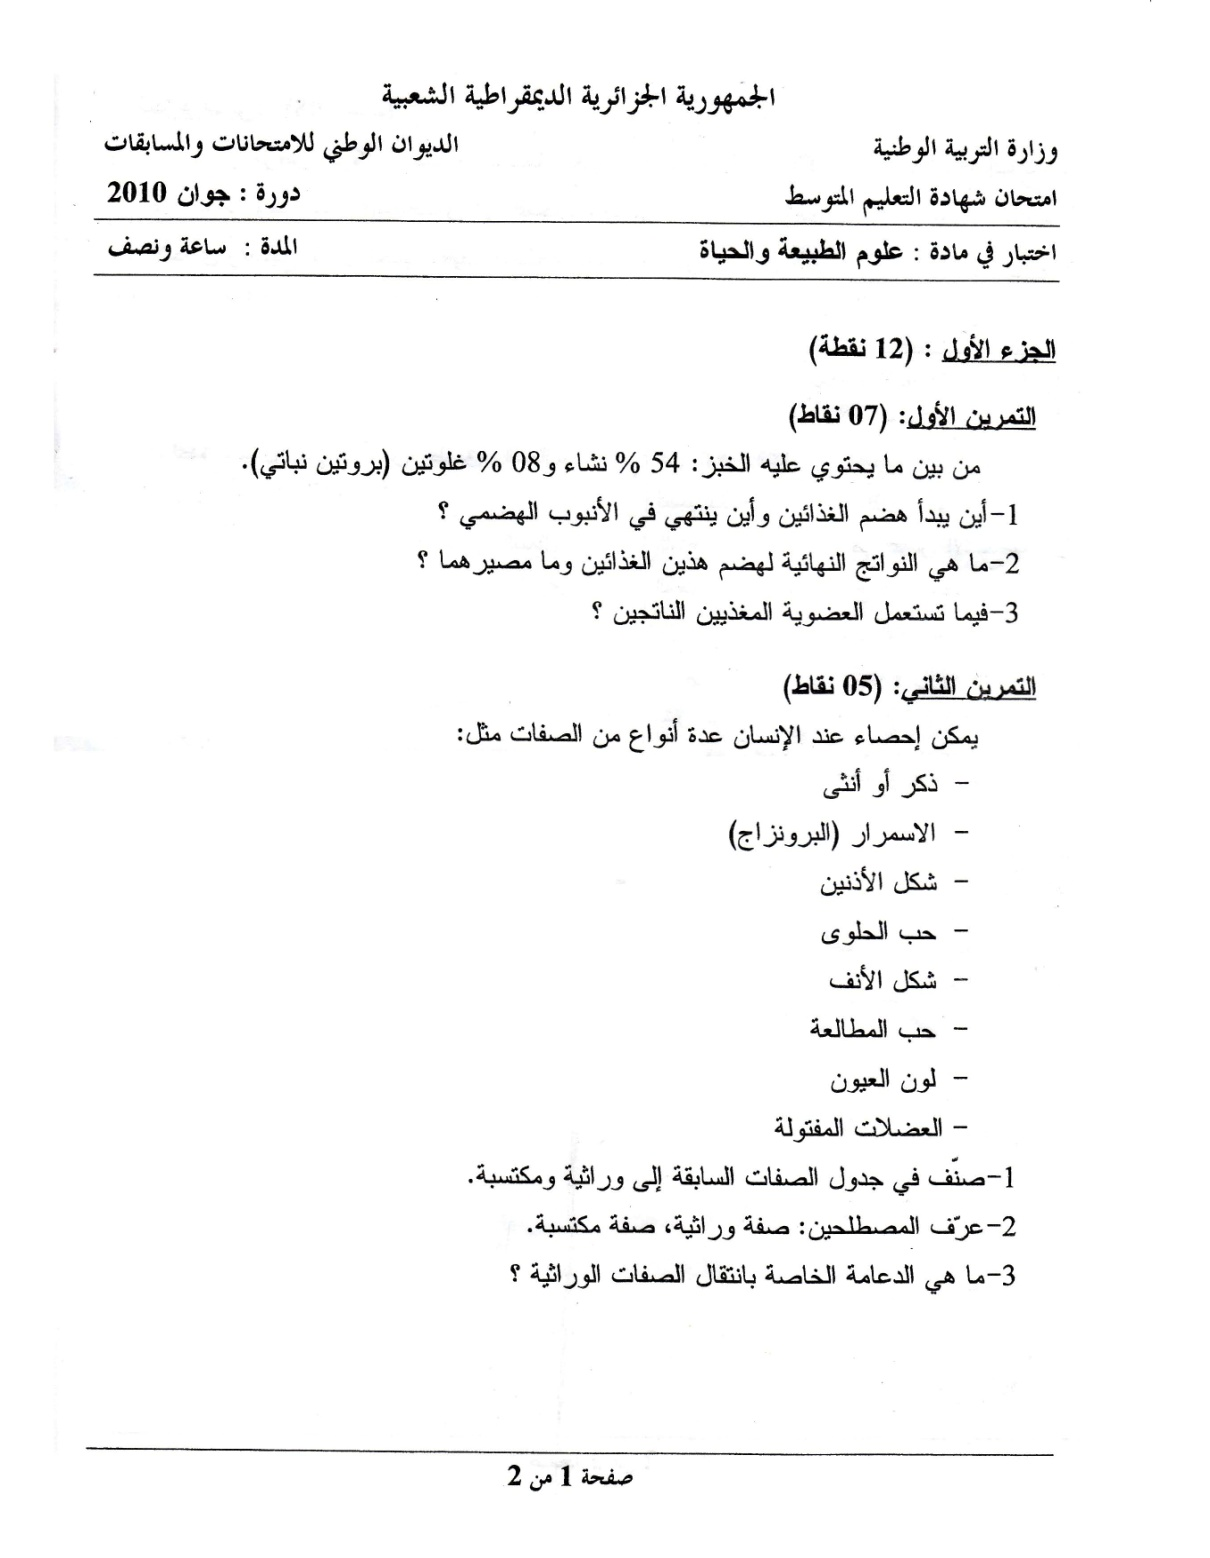 الجمهورية الجزائرية الديمقراطية الشعبية
وزارة التربية الوطنية الديوان الوطني للامتحانات والمسابقات
امتحان شهادة التعليم المتوسط دورة : جوان 2010
اختبار في مادة : علوم الطبيعة والحياة المدة : ساعة ونصف
الجزء الأول : (12 نقطة)
التمرين الأول: (07 نقاط)
من بين ما يحتوي عليه الخبز: 54 % نشاء و08 % غلوتين (بروتين نباتي).
1-أين يبدأ هضم الغذائين وأين ينتهي في الأنبوب الهضمي ؟
2-ما هي النواتج النهائية لهضم هذين الغذائين وما مصيرهما ؟
3-فيما تستعمل العضوية المغذيين الناتجين ؟
التمرين الثاني: (05 نقاط)
يمكن إحصاء عند الإنسان عدة أنواع من الصفات مثل:
- ذكر أو أنثى
- الاسمرار (البرونزاج)
- شكل الأذنين
- حب الحلوى
- شكل الأنف
- حب المطالعة
- لون العيون
- العضلات المفتولة
1-صنّف في جدول الصفات السابقة إلى وراثية ومكتسبة.
2-عرّف المصطلحين: صفة وراثية، صفة مكتسبة.
3-ما هي الدعامة الخاصة بانتقال الصفات الوراثية ؟
صفحة 1 من 2